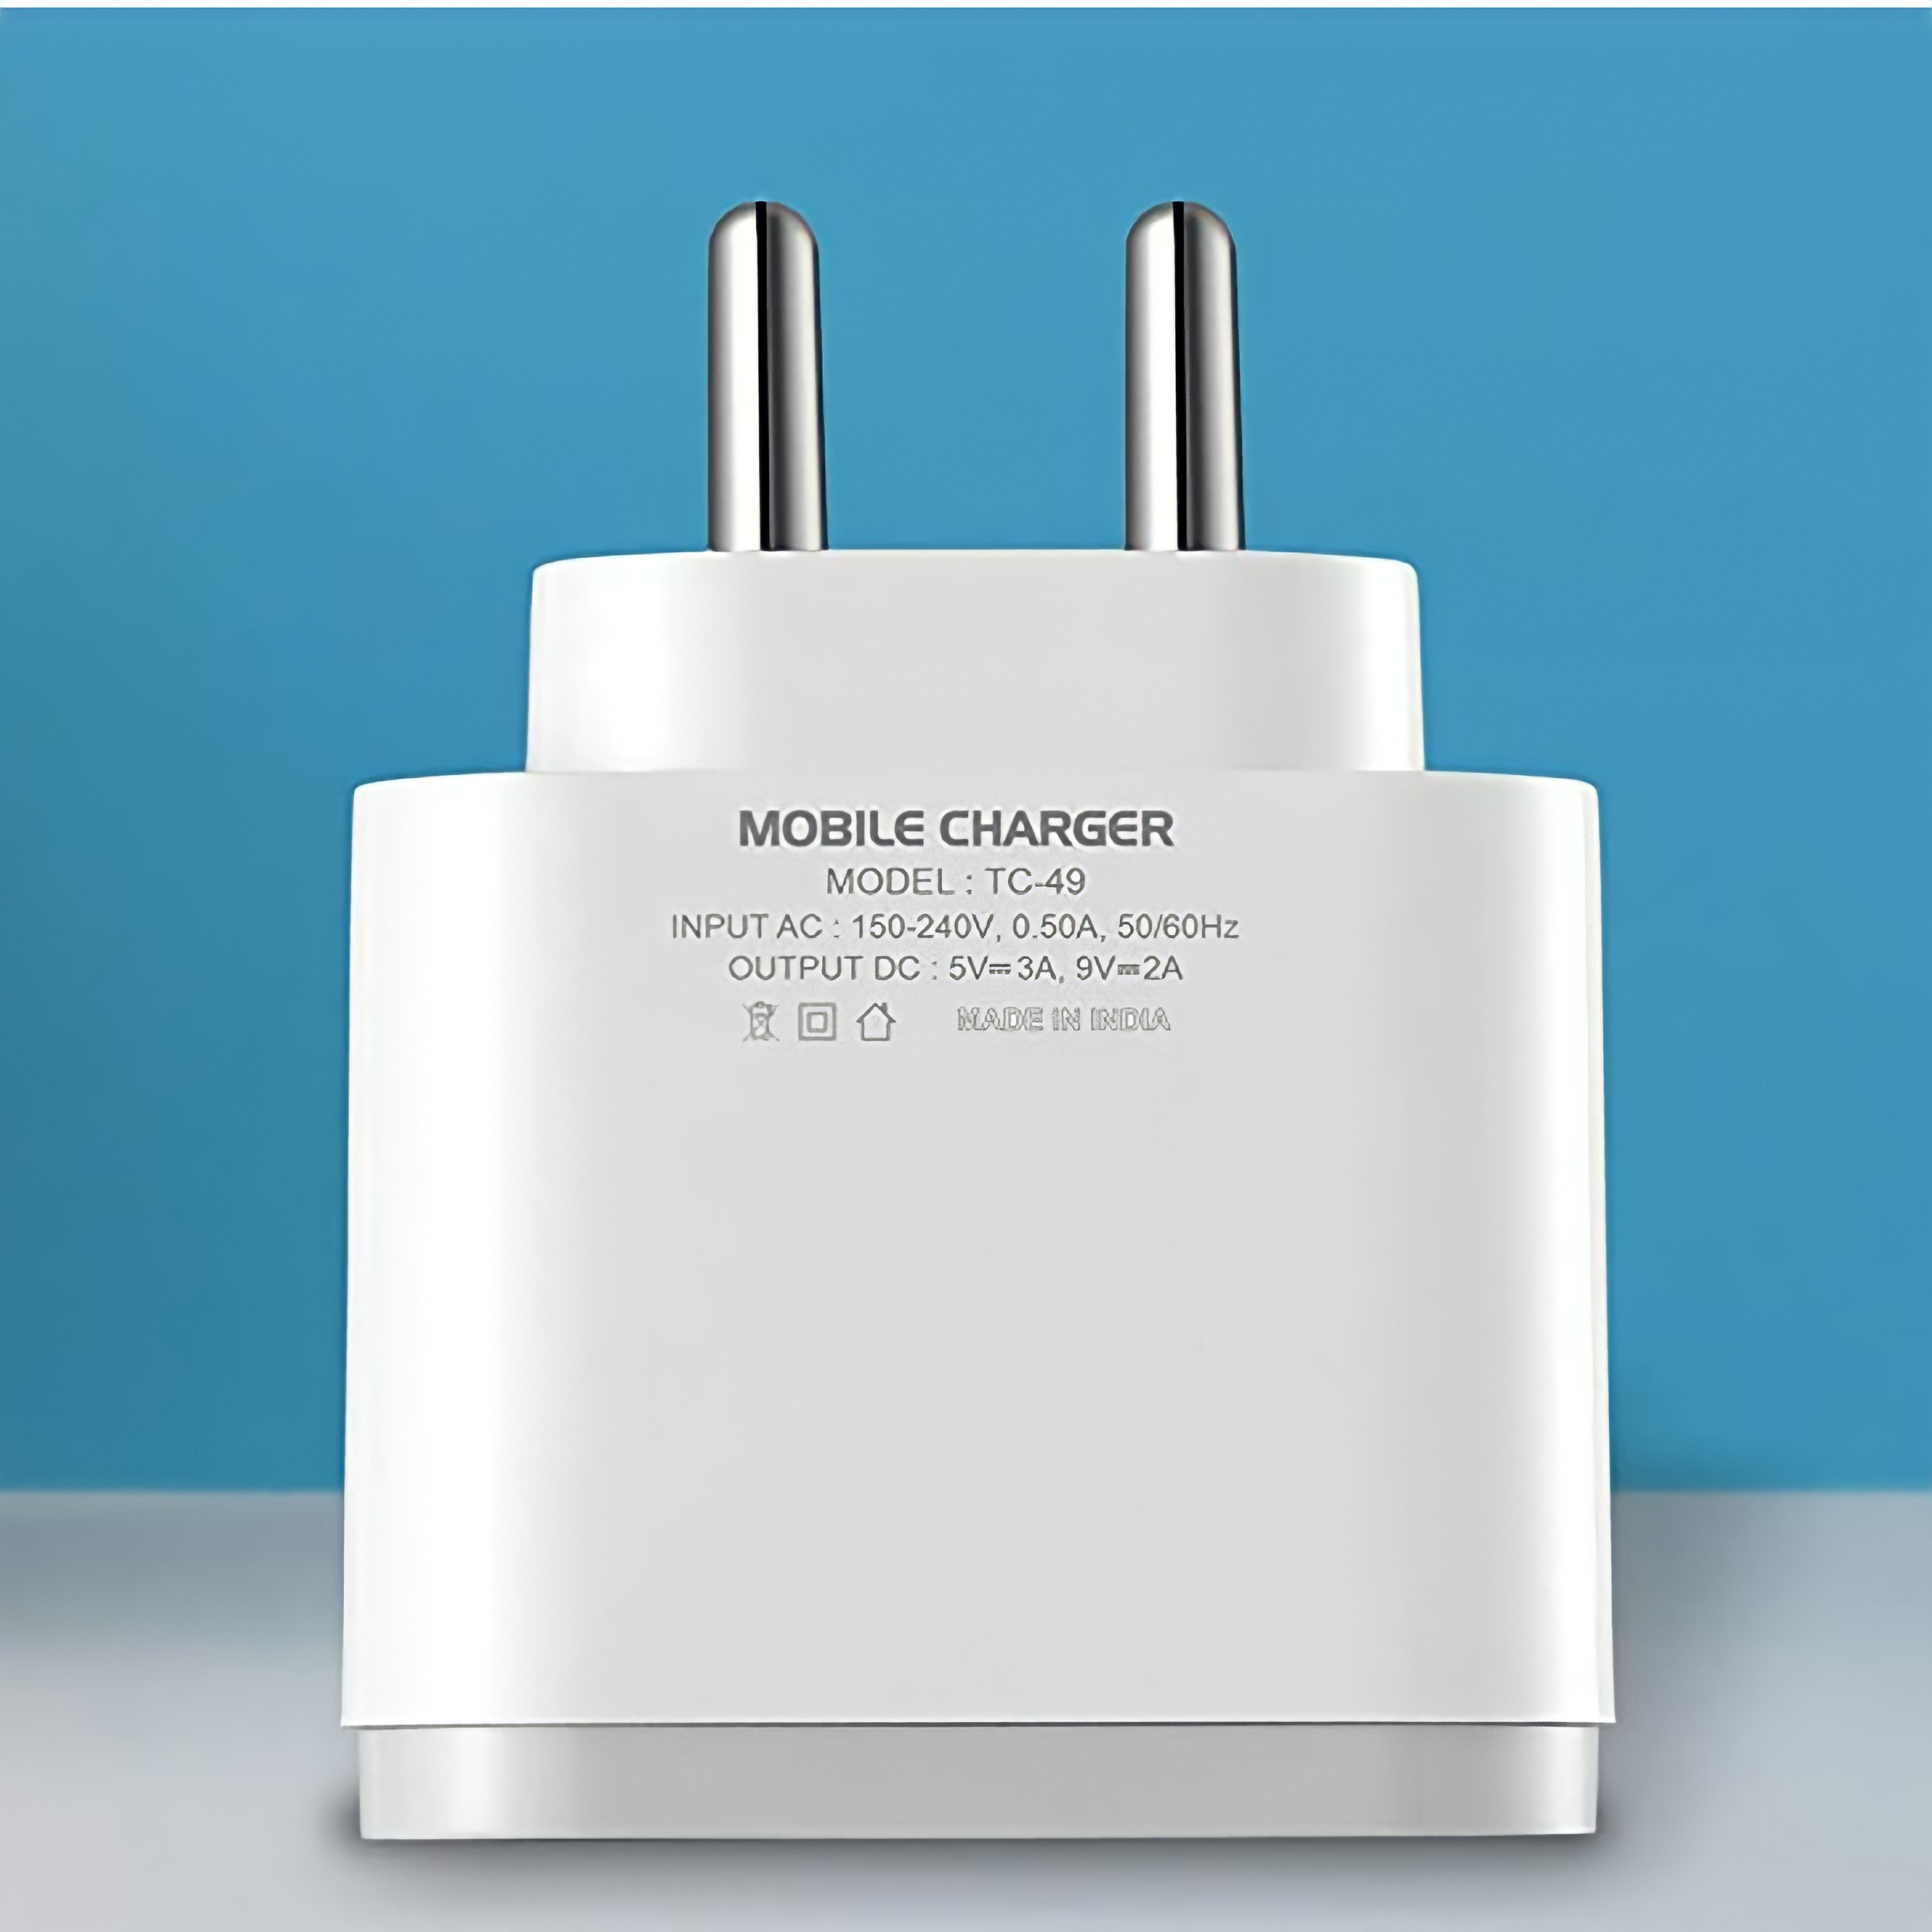 MOBILE CHARGER
MODEL : TC-49
INPUT AC : 150-240V, 0.50A, 50/60Hz
OUTPUT DC : 5V⎓3A, 9V⎓2A
MADE IN INDIA